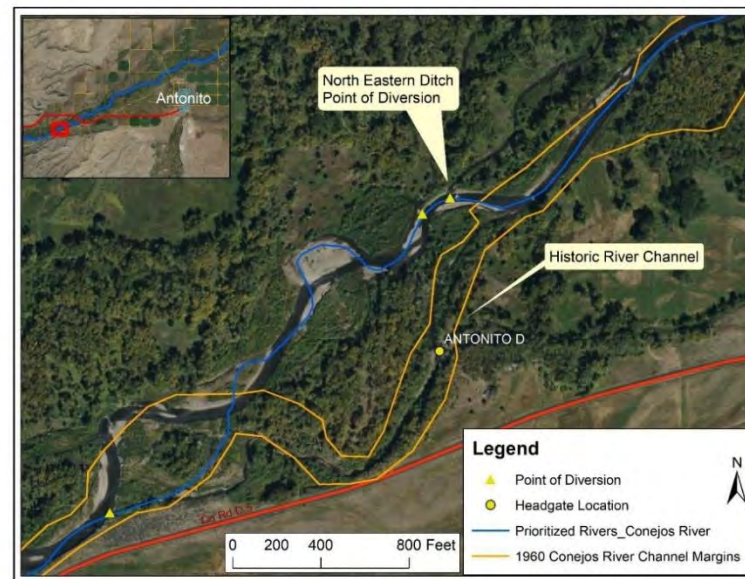 Antonito
North Eastern Ditch
Point of Diversion
Historic River Channel
ANTONITO D
Legend
Point of Diversion
Headgate Location
Prioritized Rivers_Conejos River
1960 Conejos River Channel Margins
N
0 200 400 800 Feet